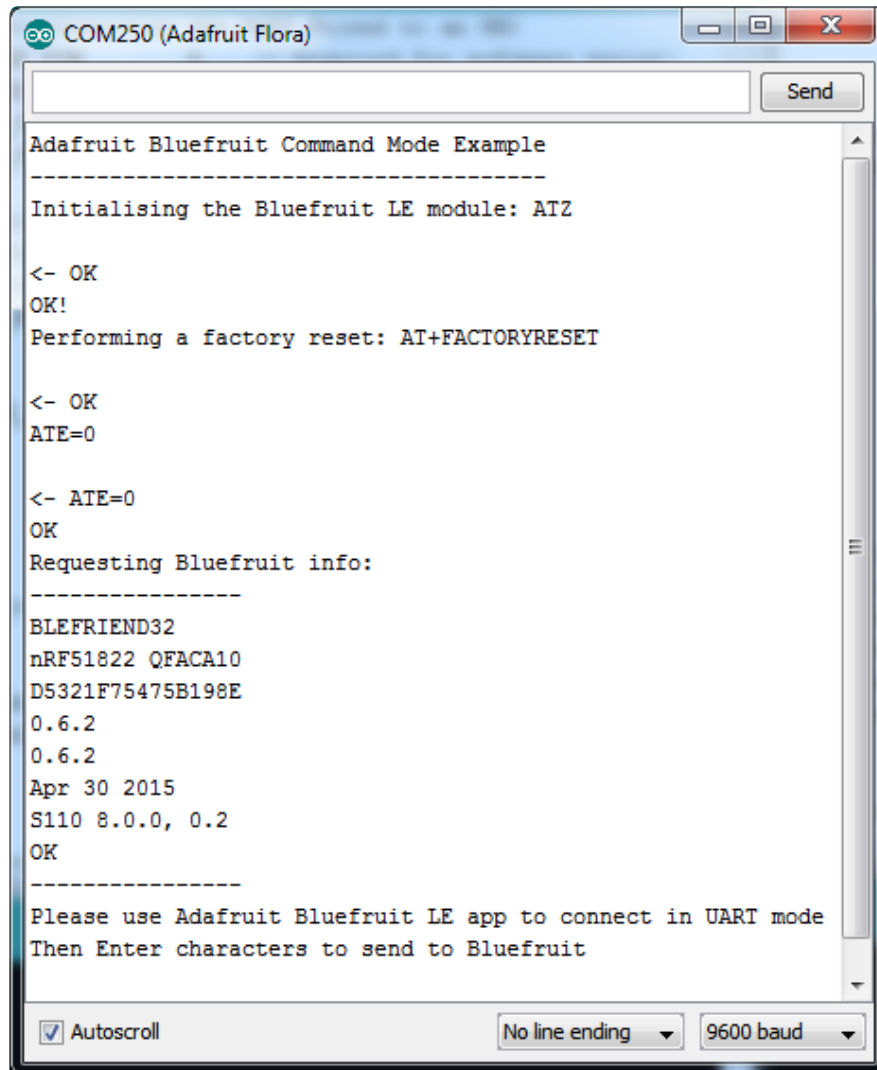 COM250 (Adafruit Flora)
Send
Adafruit Bluefruit Command Mode Example
---------------------------------------
Initialising the Bluefruit LE module: ATZ
<- OK
OK!
Performing a factory reset: AT+FACTORYRESET
<- OK
ATE=0
<- ATE=0
OK
Requesting Bluefruit info:
----------------
BLEFRIEND32
nRF51822 QFACA10
D5321F75475B198E
0.6.2
0.6.2
Apr 30 2015
S110 8.0.0, 0.2
OK
----------------
Please use Adafruit Bluefruit LE app to connect in UART mode
Then Enter characters to send to Bluefruit
Autoscroll
No line ending
9600 baud